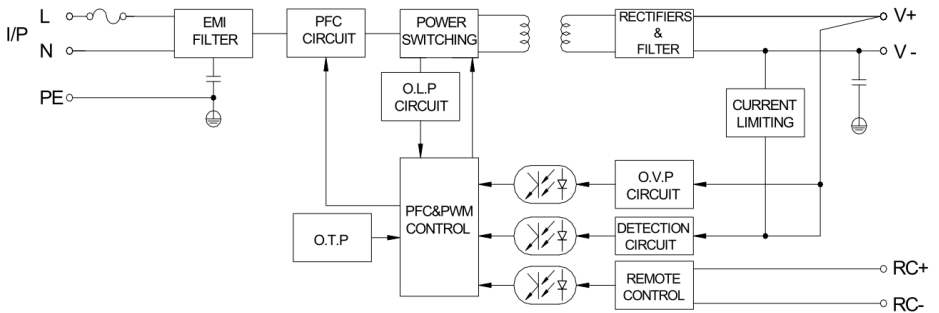 I/P
L
N
PE
EMI
FILTER
PFC
CIRCUIT
POWER
SWITCHING
RECTIFIERS
&
FILTER
V+
V -
O.L.P
CIRCUIT
CURRENT
LIMITING
PFC&PWM
CONTROL
O.T.P
O.V.P
CIRCUIT
DETECTION
CIRCUIT
REMOTE
CONTROL
RC+
RC-